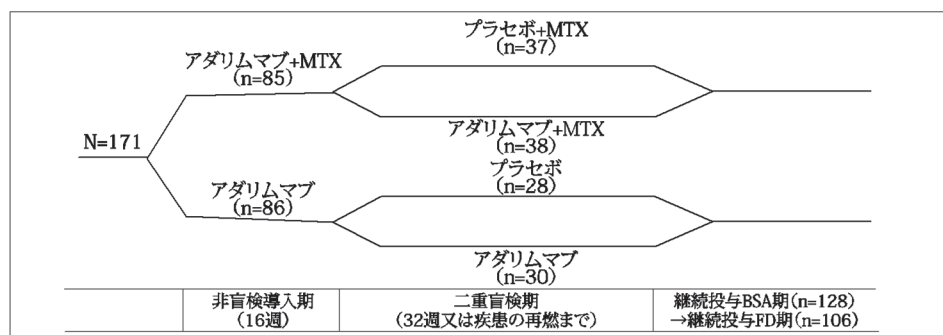 プラセボ+MTX
(n=37)
アダリムマブ+MTX
(n=85)
アダリムマブ+MTX
(n=38)
N=171
プラセボ
(n=28)
アダリムマブ
(n=86)
アダリムマブ
(n=30)
非盲検導入期
(16週)
二重盲検期
(32週又は疾患の再燃まで)
継続投与BSA期(n=128)
→継続投与FD期(n=106)